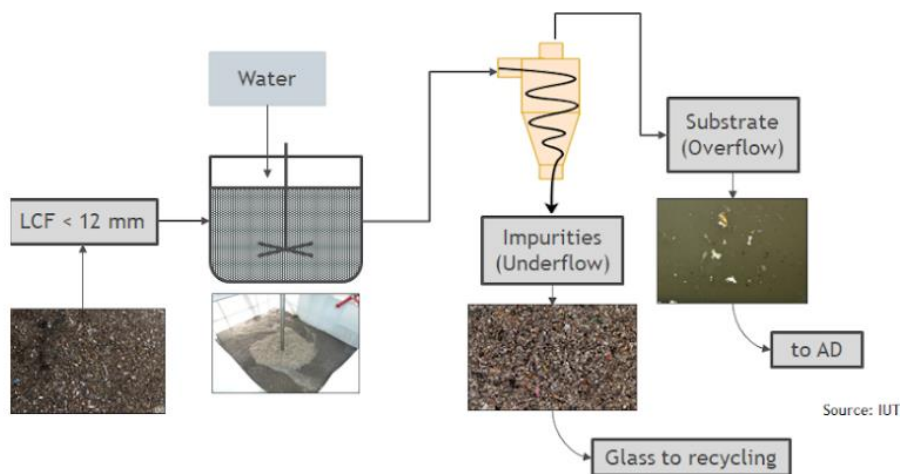 Water
LCF < 12 mm
Substrate
(Overflow)
Impurities
(Underflow)
to AD
Source: IUT
Glass to recycling